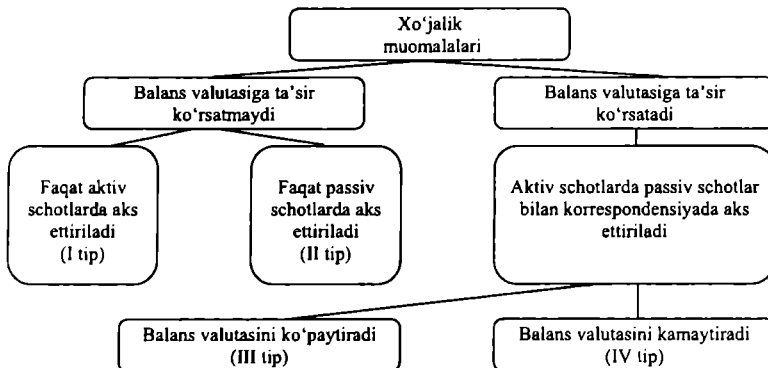 Xo‘jalik
muomalalari
Balans valutasiga ta’sir
ko‘rsatmaydi
Balans valutasiga ta’sir
ko‘rsatadi
Faqat aktiv
schotlarda aks
ettiriladi
(I tip)
Faqat passiv
schotlarda aks
ettiriladi
(II tip)
Aktiv schotlarda passiv schotlar
bilan korrespondensiyada aks
ettiriladi
Balans valutasini ko‘paytiradi
(III tip)
Balans valutasini kamaytiradi
(IV tip)